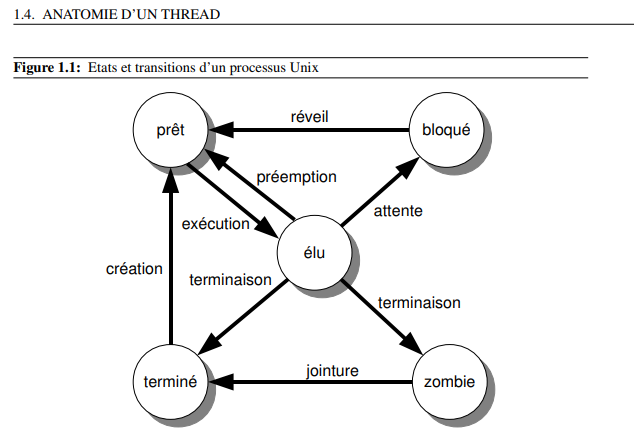 1.4. ANATOMIE D'UN THREAD
Figure 1.1: Etats et transitions d'un processus Unix
réveil
prêt
bloqué
préemption
attente
exécution
élu
création
terminaison
terminaison
jointure
terminé
zombie